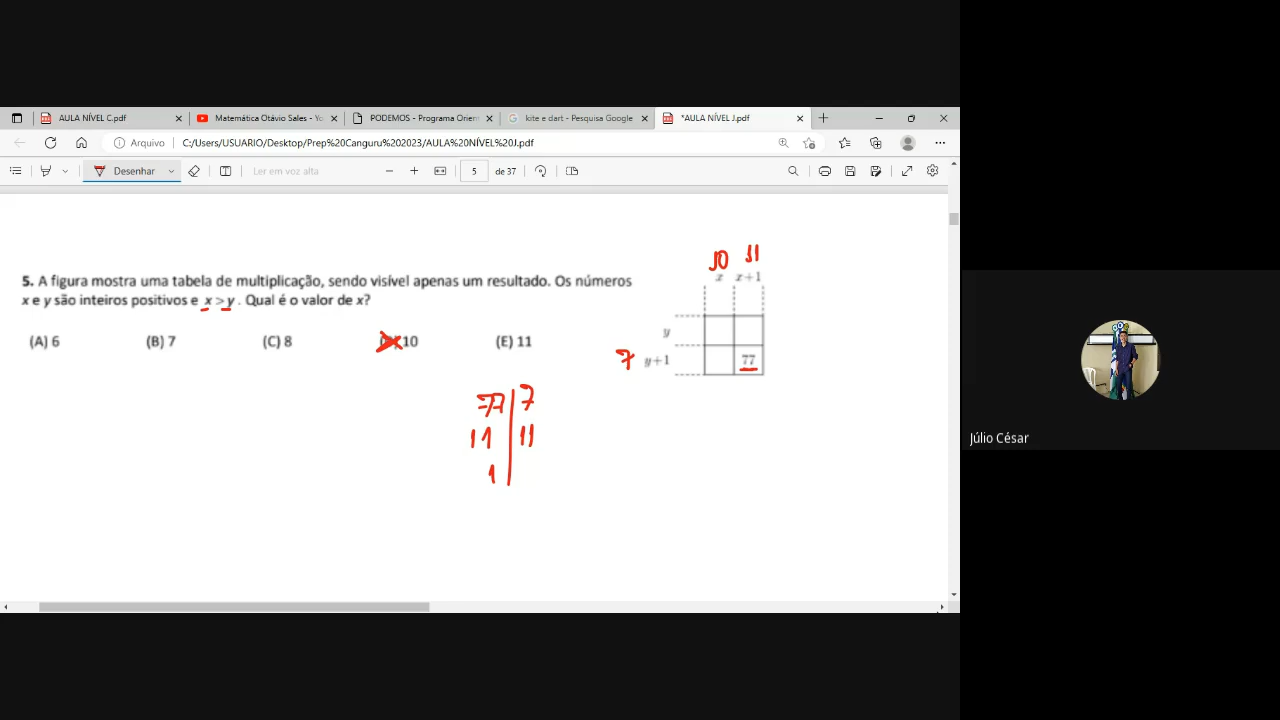 AULA NÍVEL C.pdf
Matemática Otávio Sales - Yo
PODEMOS - Programa Orien
kite e dart - Pesquisa Google
*AULA NÍVEL J.pdf
Arquivo
C:/Users/USUARIO/Desktop/Prep%20Canguru%202023/AULA%20NÍVEL%20J.pdf
Desenhar
Ler em voz alta
5 de 37
10 11
x x+1
5. A figura mostra uma tabela de multiplicação, sendo visível apenas um resultado. Os números
x e y são inteiros positivos e x > y . Qual é o valor de x?
y
(A) 6 (B) 7 (C) 8 10 (E) 11
7 y+1 77
77 7
11 11
1
Júlio César